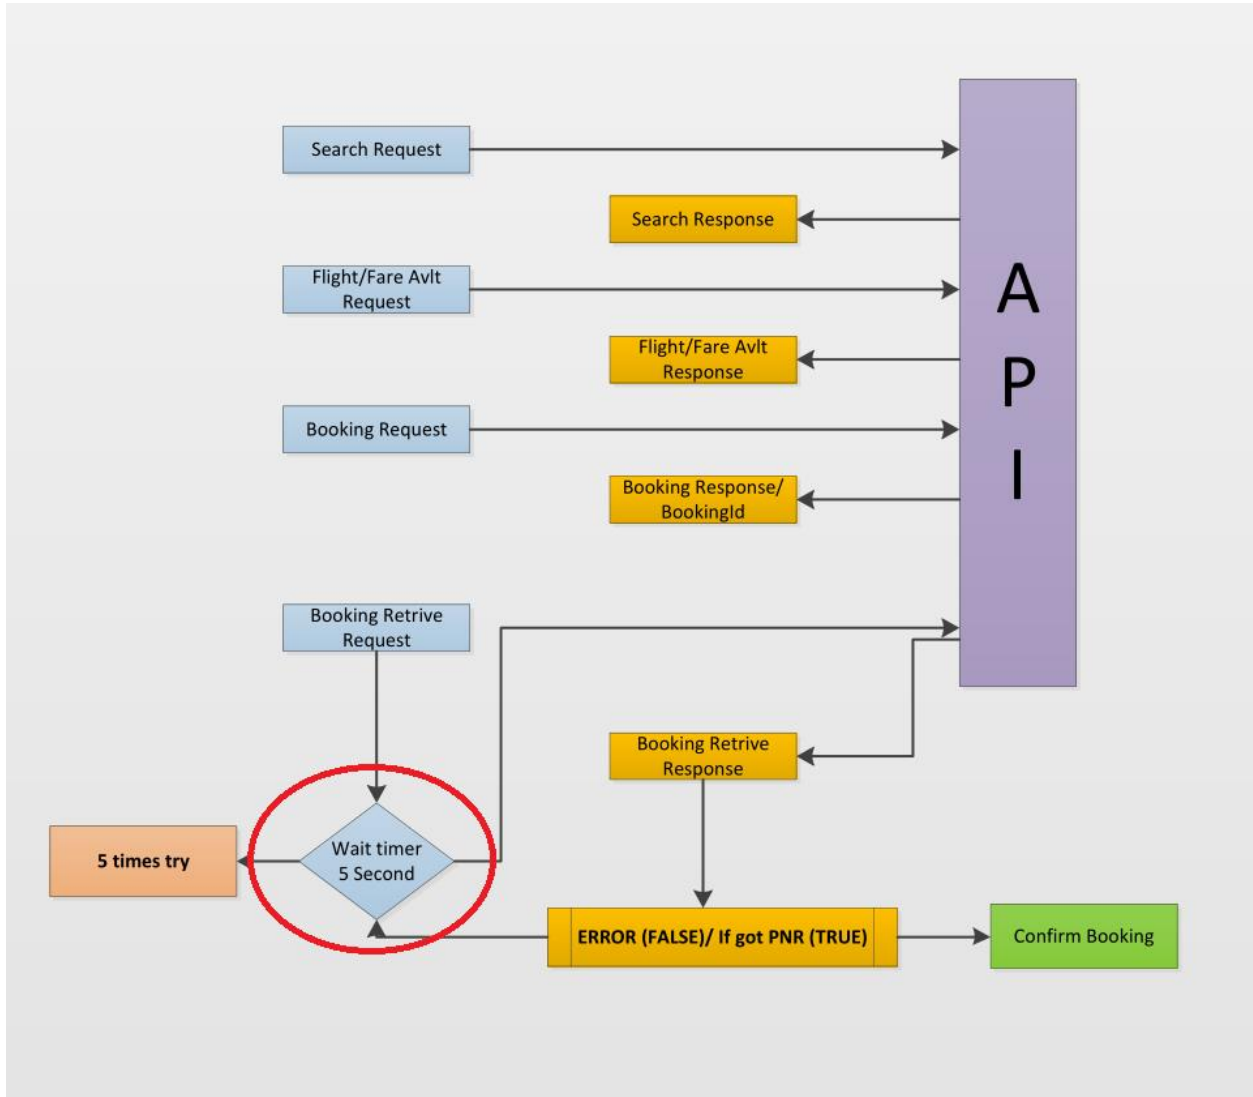 Search Request
Search Response
Flight/Fare Avlt
Request
Flight/Fare Avlt
Response
Booking Request
Booking Response/
BookingId
A
P
I
Booking Retrive
Request
Booking Retrive
Response
5 times try
Wait timer
5 Second
ERROR (FALSE)/ If got PNR (TRUE)
Confirm Booking